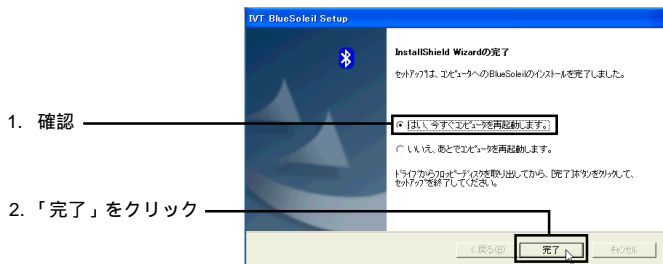 IVT BlueSoleil Setup
InstallShield Wizardの完了
セットアップは、コンピュータへのBlueSoleilのインストールを完了しました。
1. 確認
はい、今すぐコンピュータを再起動します。
いいえ、あとでコンピュータを再起動します。
ドライブからフロッピーディスクを取り出してから、[完了]ボタンをクリックして、
セットアップを終了してください。
2.「完了」をクリック
< 戻る(B)
完了
キャンセル